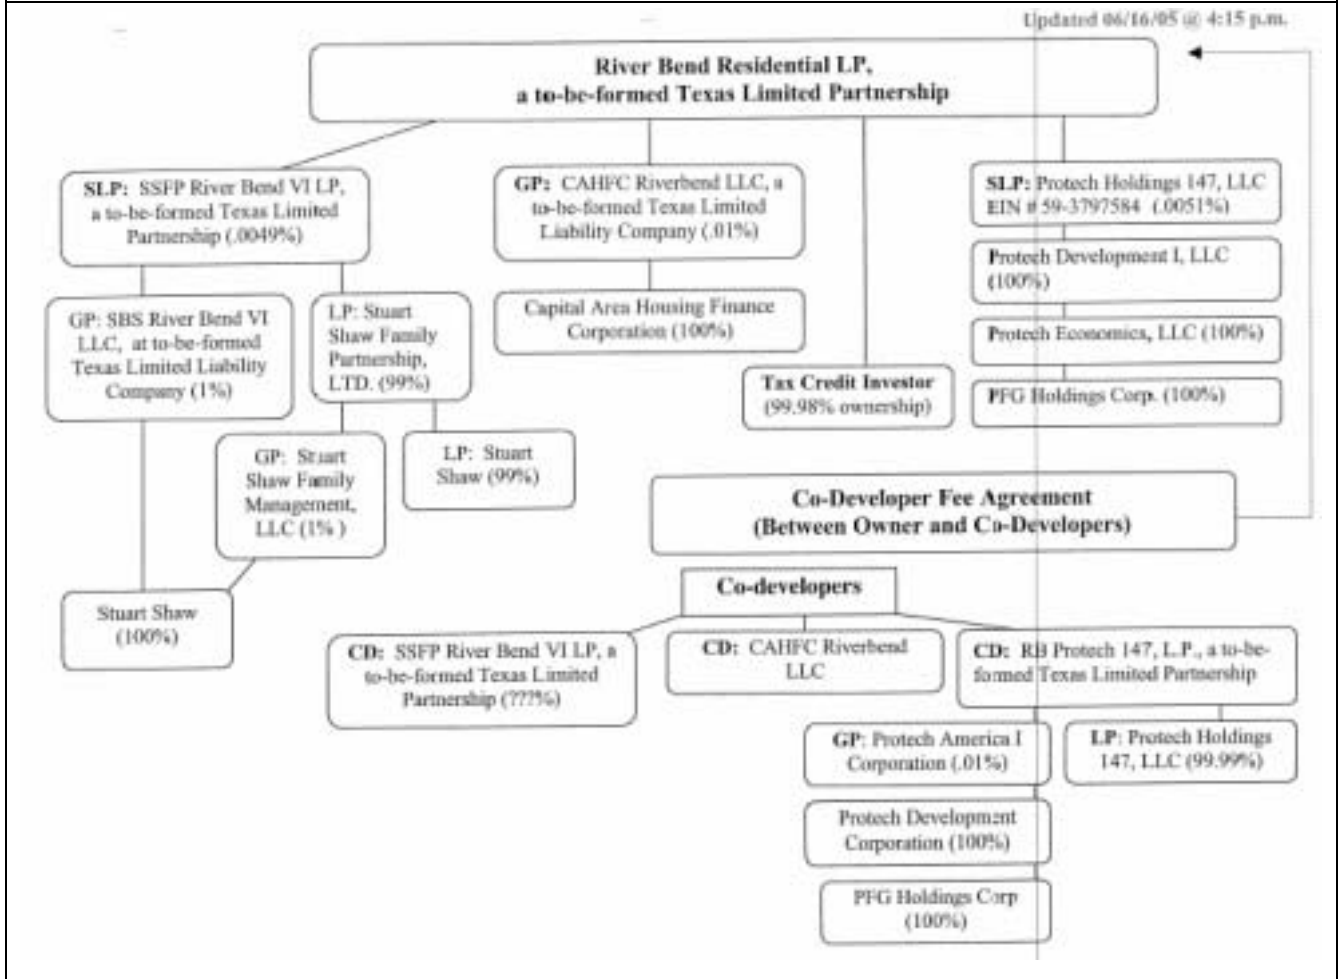 Updated 06/16/05 @ 4:15 p.m.
River Bend Residential LP,
a to-be-formed Texas Limited Partnership
SLP: SSFP River Bend VI LP,
a to-be-formed Texas Limited
Partnership (.0049%)
GP: CAHFC Riverbend LLC, a
to-be-formed Texas Limited
Liability Company (.01%)
SLP: Protech Holdings 147, LLC
EIN # 59-3797584 (.0051%)
Protech Development I, LLC
(100%)
GP: SBS River Bend VI
LLC, at to-be-formed
Texas Limited Liability
Company (1%)
LP: Stuart
Shaw Family
Partnership,
LTD. (99%)
Capital Area Housing Finance
Corporation (100%)
Protech Economics, LLC (100%)
Tax Credit Investor
(99.98% ownership)
PFG Holdings Corp. (100%)
GP: Stuart
Shaw Family
Management,
LLC (1% )
LP: Stuart
Shaw (99%)
Co-Developer Fee Agreement
(Between Owner and Co-Developers)
Stuart Shaw
(100%)
Co-developers
CD: SSFP River Bend VI LP, a
to-be-formed Texas Limited
Partnership (???%)
CD: CAHFC Riverbend
LLC
CD: RB Protech 147, L.P., a to-be-
formed Texas Limited Partnership
GP: Protech America I
Corporation (.01%)
LP: Protech Holdings
147, LLC (99.99%)
Protech Development
Corporation (100%)
PFG Holdings Corp
(100%)